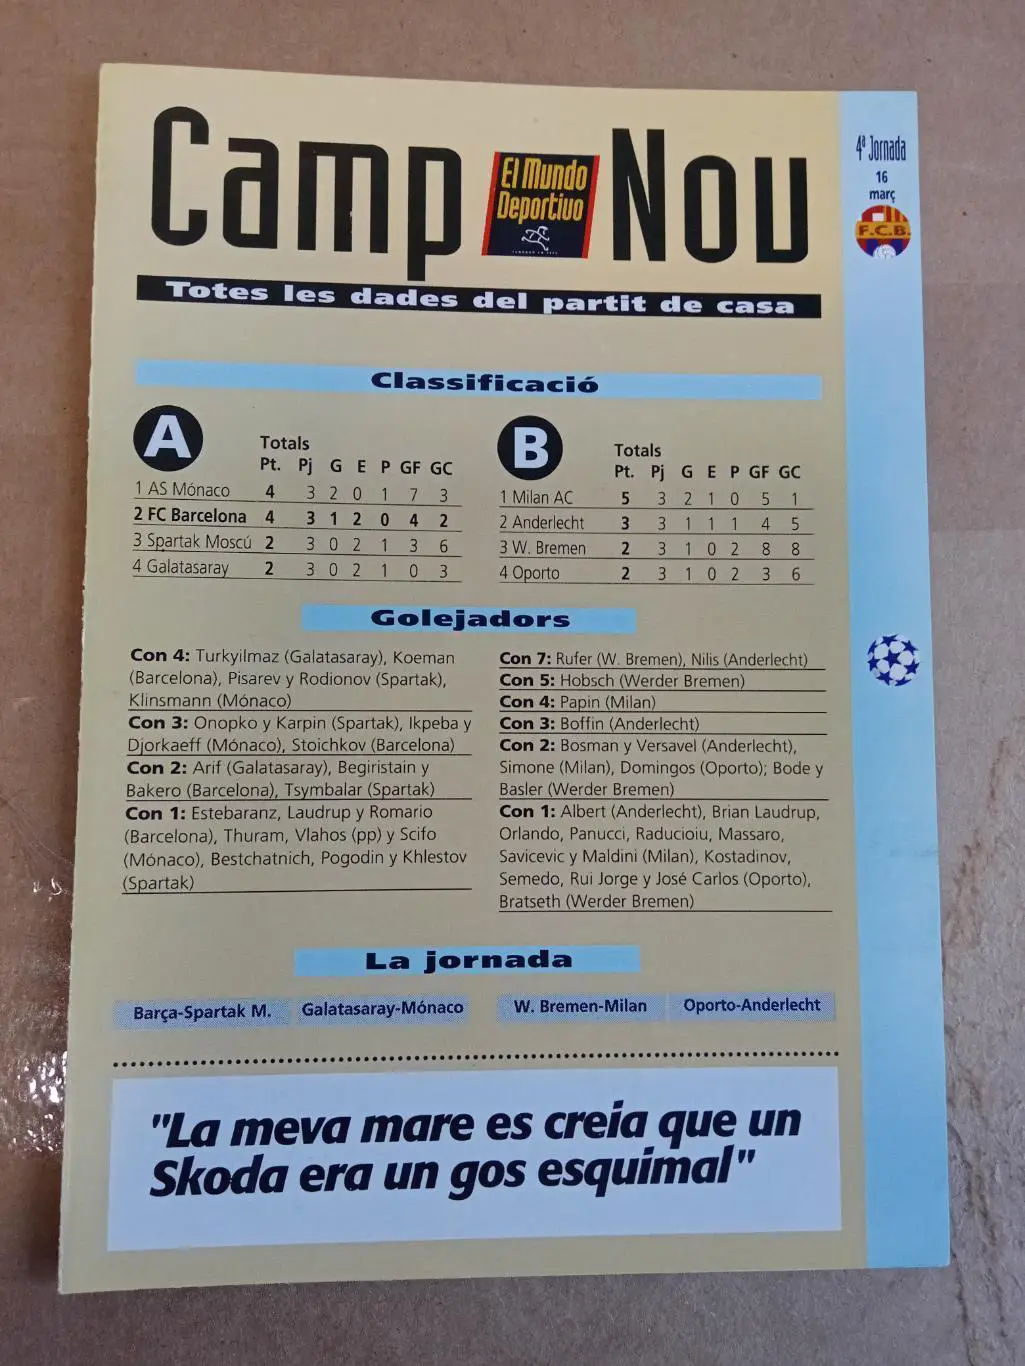 Camp Nou
El Mundo
Deportivo
4ª Jornada
16
març
F.C.B.
Totes les dades del partit de casa
Classificació
A
Totals
Pt. Pj G E P GF GC
1 AS Mónaco 4 3 2 0 1 7 3
2 FC Barcelona 4 3 1 2 0 4 2
3 Spartak Moscú 2 3 0 2 1 3 6
4 Galatasaray 2 3 0 2 1 0 3
B
Totals
Pt. Pj G E P GF GC
1 Milan AC 5 3 2 1 0 5 1
2 Anderlecht 3 3 1 1 1 4 5
3 W. Bremen 2 3 1 0 2 8 8
4 Oporto 2 3 1 0 2 3 6
Golejadors
Con 4: Turkyilmaz (Galatasaray), Koeman
(Barcelona), Pisarev y Rodionov (Spartak),
Klinsmann (Mónaco)
Con 3: Onopko y Karpin (Spartak), Ikpeba y
Djorkaeff (Mónaco), Stoichkov (Barcelona)
Con 2: Arif (Galatasaray), Begiristain y
Bakero (Barcelona), Tsymbalar (Spartak)
Con 1: Estebaranz, Laudrup y Romario
(Barcelona), Thuram, Vlahos (pp) y Scifo
(Mónaco), Bestchatnich, Pogodin y Khlestov
(Spartak)
Con 7: Rufer (W. Bremen), Nilis (Anderlecht)
Con 5: Hobsch (Werder Bremen)
Con 4: Papin (Milan)
Con 3: Boffin (Anderlecht)
Con 2: Bosman y Versavel (Anderlecht),
Simone (Milan), Domingos (Oporto); Bode y
Basler (Werder Bremen)
Con 1: Albert (Anderlecht), Brian Laudrup,
Orlando, Panucci, Raducioiu, Massaro,
Savicevic y Maldini (Milan), Kostadinov,
Semedo, Rui Jorge y José Carlos (Oporto),
Bratseth (Werder Bremen)
La jornada
Barça-Spartak M.
Galatasaray-Mónaco
W. Bremen-Milan
Oporto-Anderlecht
"La meva mare es creia que un
Skoda era un gos esquimal"